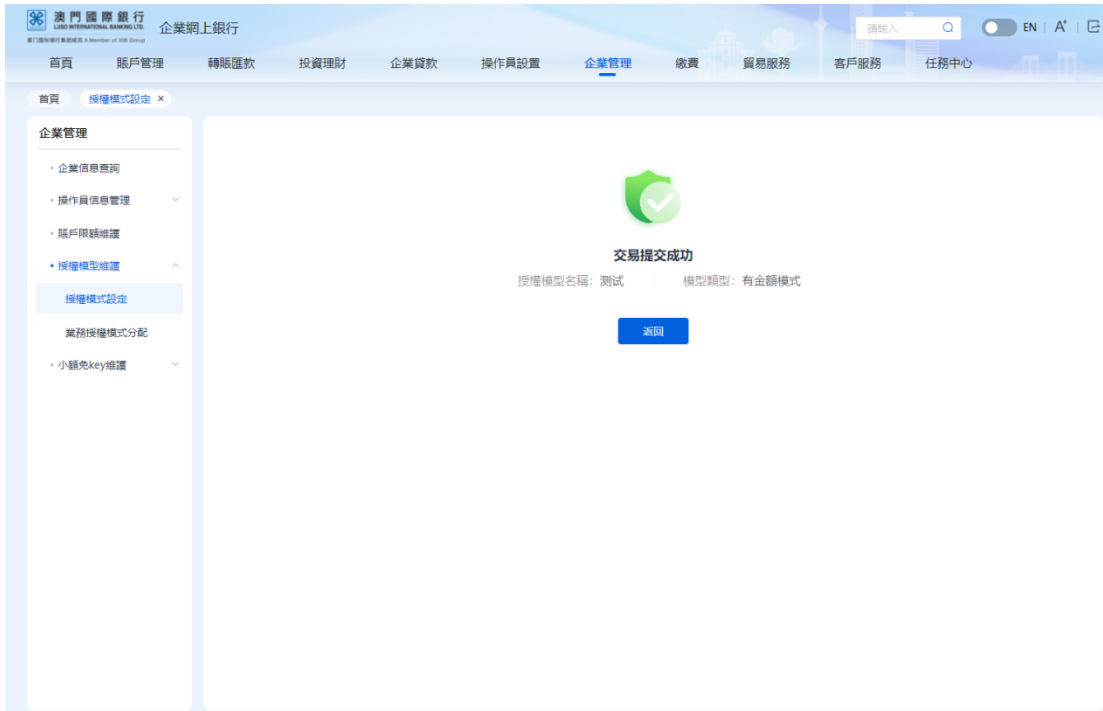 澳門國際銀行 企業網上銀行
LUSO INTERNATIONAL BANKING LTD.
請輸入 EN A+
首頁 賬戶管理 轉賬匯款 投資理財 企業貸款 操作員設置 企業管理 繳費 貿易服務 客戶服務 任務中心
首頁 授權模式設定 ×
企業管理
企業信息查詢
操作員信息管理
賬戶限額維護
授權模型維護
授權模式設定
業務授權模式分配
小額免key維護
交易提交成功
授權模型名稱：测试 模型類型：有金額模式
返回